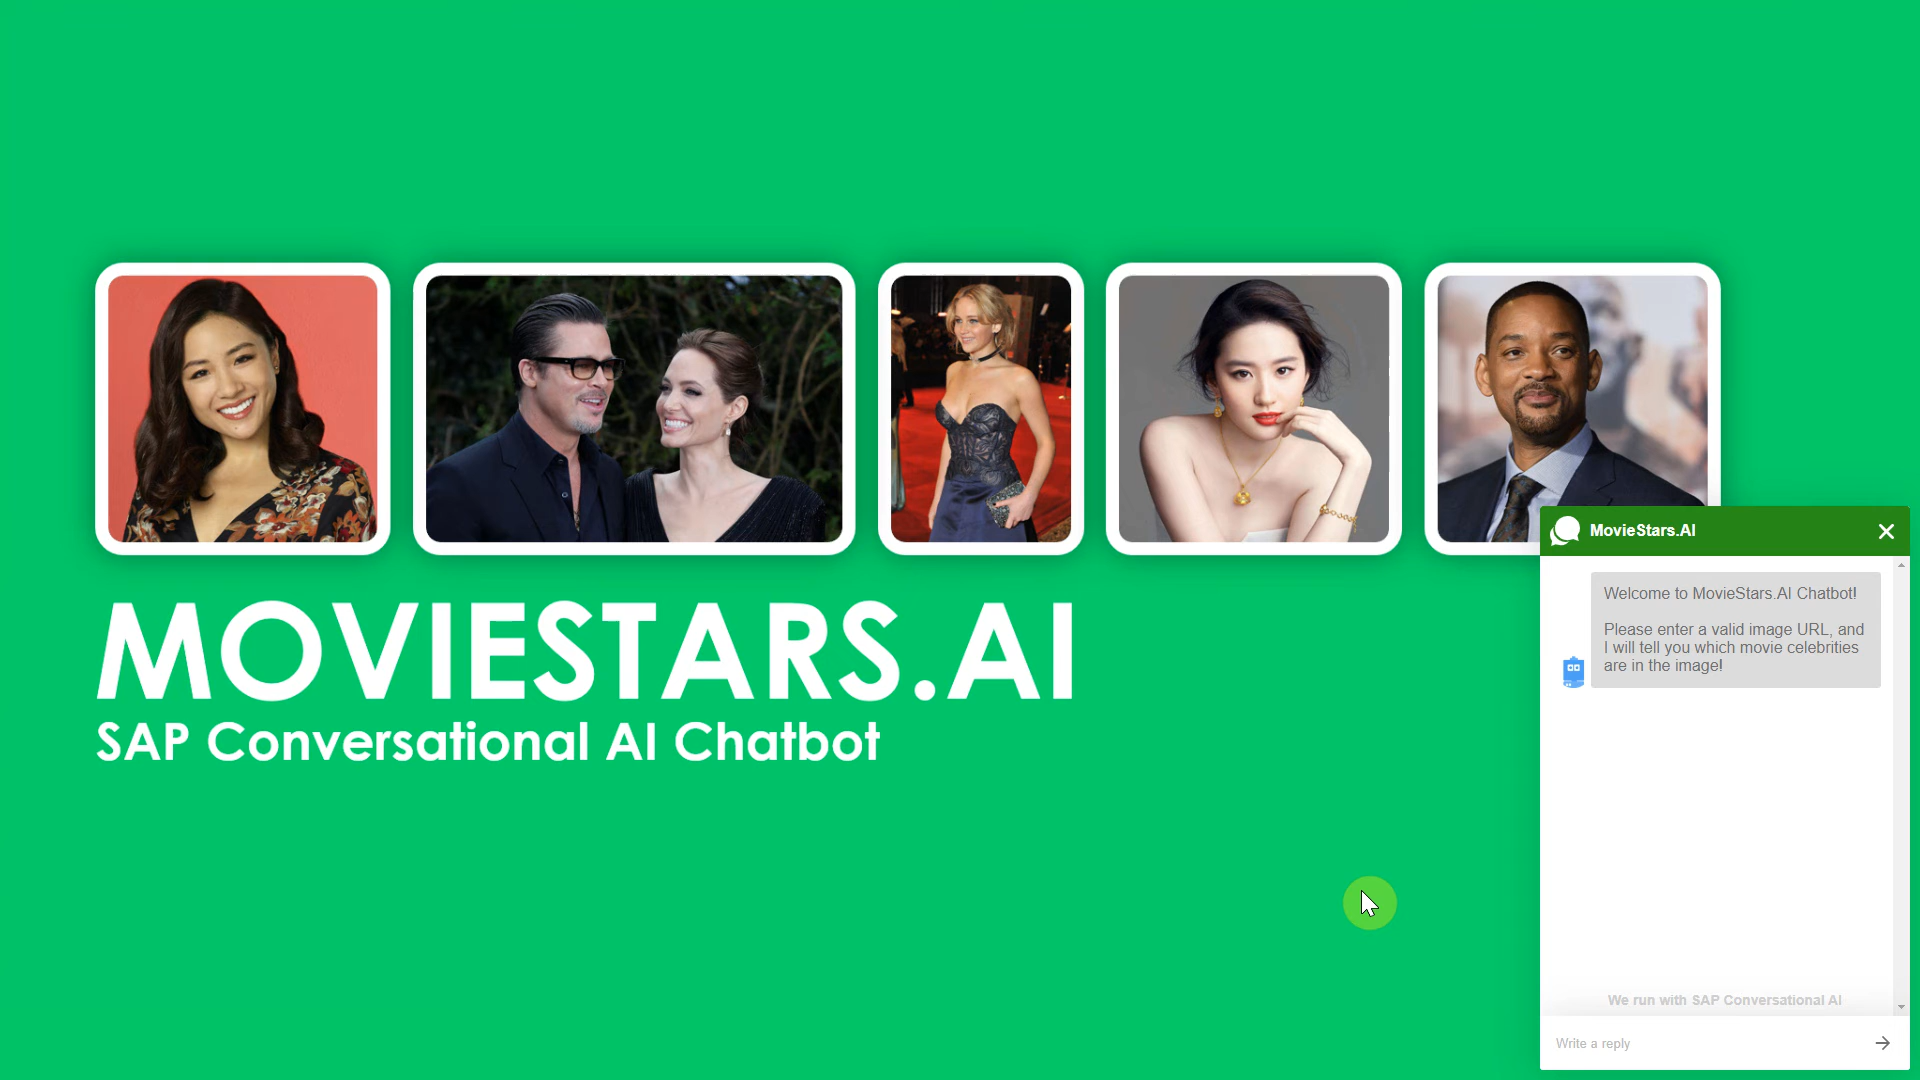 MOVIESTARS.AI
SAP Conversational AI Chatbot
MovieStars.AI
Welcome to MovieStars.AI Chatbot!
Please enter a valid image URL, and
I will tell you which movie celebrities
are in the image!
We run with SAP Conversational AI
Write a reply